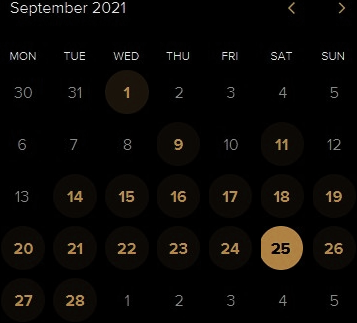 September 2021
MON TUE WED THU FRI SAT SUN
30 31 1 2 3 4 5
6 7 8 9 10 11 12
13 14 15 16 17 18 19
20 21 22 23 24 25 26
27 28 1 2 3 4 5